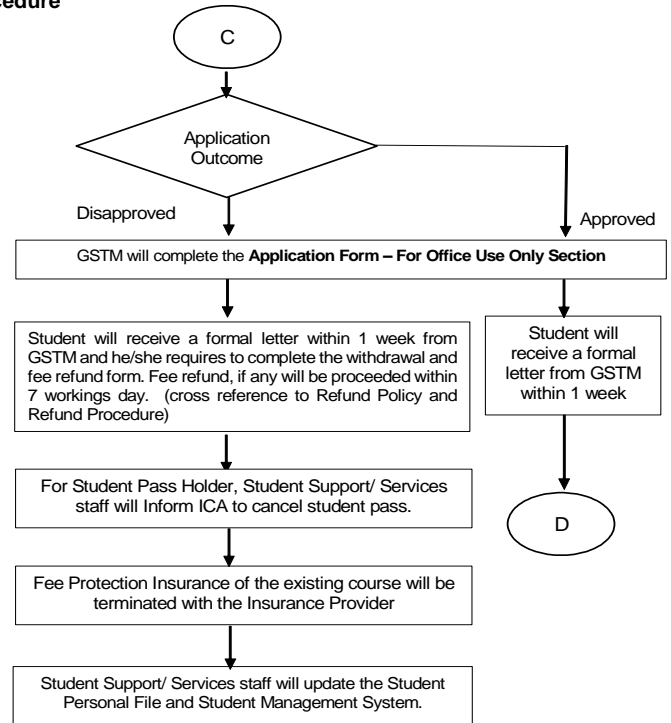 cedure
C
Application
Outcome
Disapproved
Approved
GSTM will complete the Application Form – For Office Use Only Section
Student will receive a formal letter within 1 week from
GSTM and he/she requires to complete the withdrawal and
fee refund form. Fee refund, if any will be proceeded within
7 workings day. (cross reference to Refund Policy and
Refund Procedure)
Student will
receive a formal
letter from GSTM
within 1 week
For Student Pass Holder, Student Support/ Services
staff will Inform ICA to cancel student pass.
D
Fee Protection Insurance of the existing course will be
terminated with the Insurance Provider
Student Support/ Services staff will update the Student
Personal File and Student Management System.